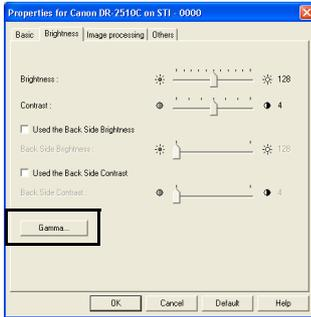 Properties for Canon DR-2510C on STI - 0000
Basic Brightness Image processing Others
Brightness : 128
Contrast : 4
Used the Back Side Brightness
Back Side Brightness : 128
Used the Back Side Contrast
Back Side Contrast : 4
Gamma...
OK Cancel Default Help